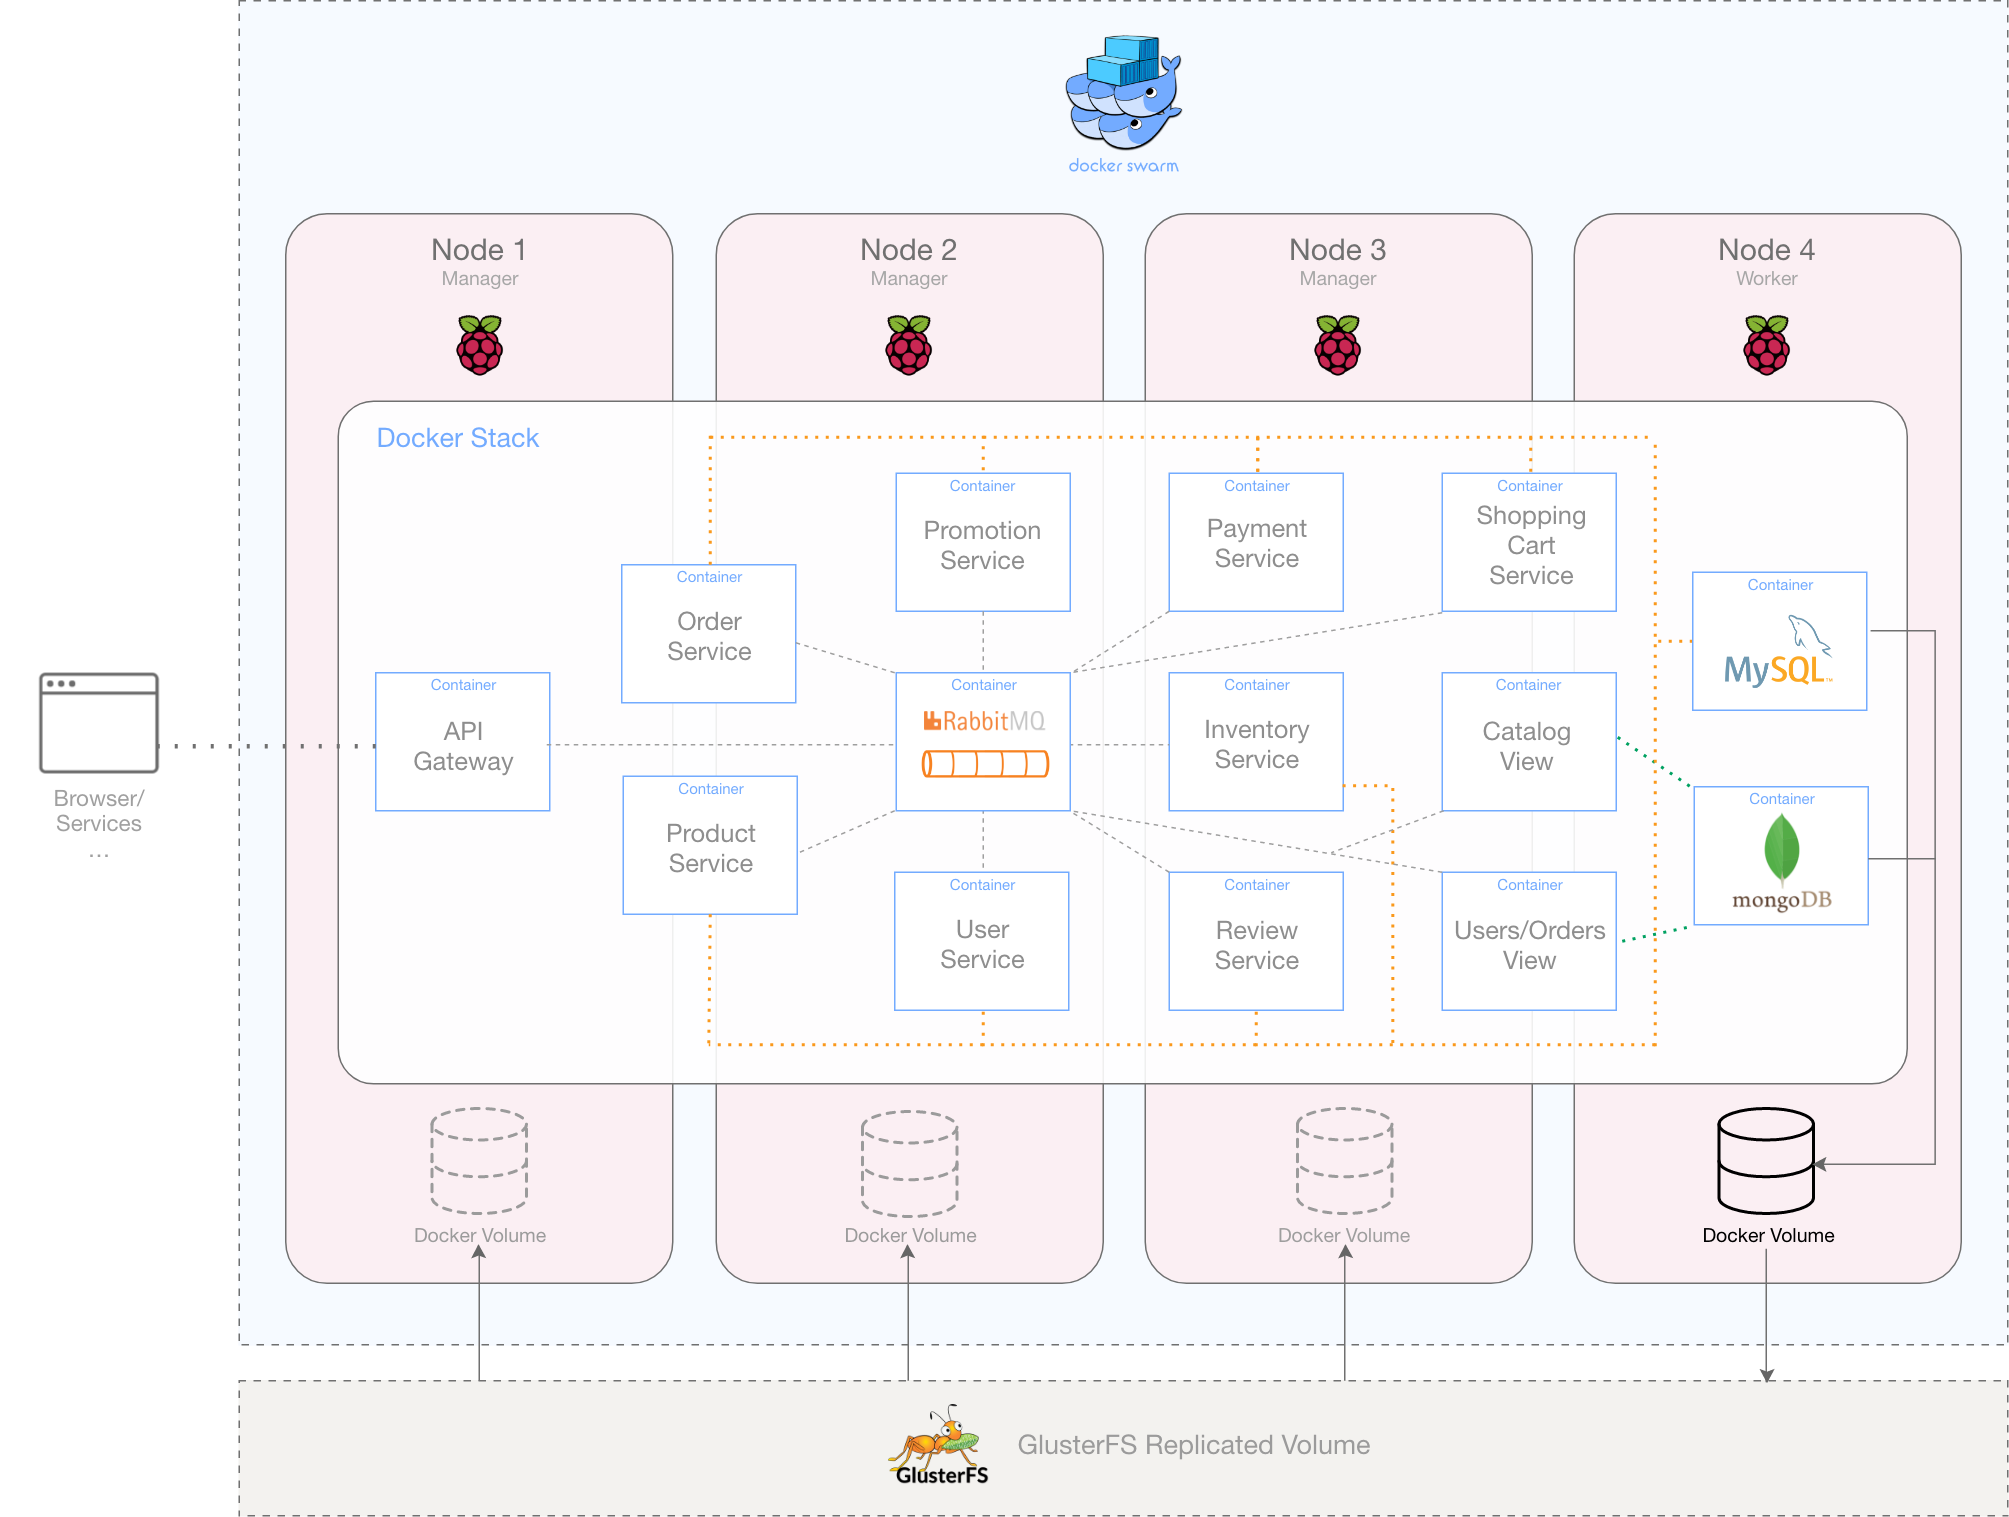 docker swarm
Node 1
Manager
Node 2
Manager
Node 3
Manager
Node 4
Worker
Docker Stack
Container
Promotion
Service
Container
Payment
Service
Container
Shopping
Cart
Service
Container
Order
Service
Container
MySQL™
Container
API
Gateway
Container
RabbitMQ
Container
Inventory
Service
Container
Catalog
View
Browser/
Services
...
Container
Product
Service
Container
mongoDB
Container
User
Service
Container
Review
Service
Container
Users/Orders
View
Docker Volume
Docker Volume
Docker Volume
Docker Volume
GlusterFS
GlusterFS Replicated Volume